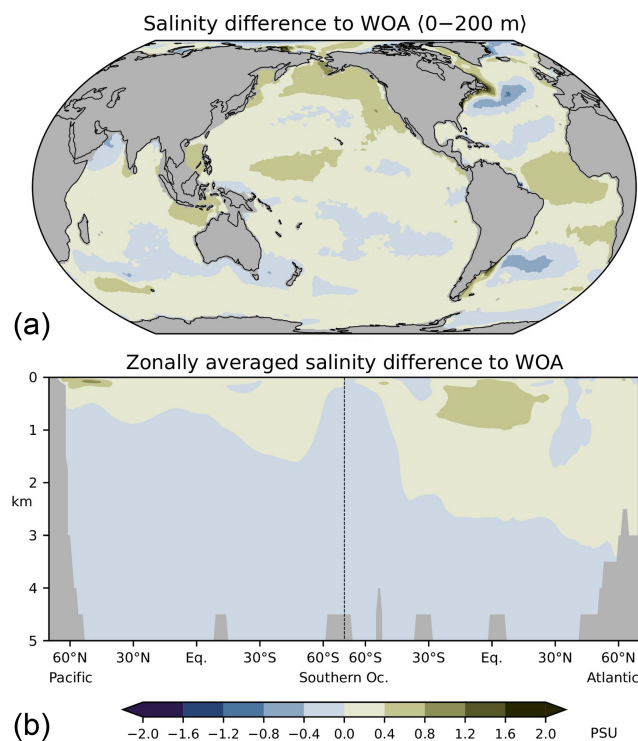 Salinity difference to WOA (0−200 m)
(a)
Zonally averaged salinity difference to WOA
0
1
2
km
3
4
5
60°N 30°N Eq. 30°S 60°S 60°S 30°S Eq. 30°N 60°N
Pacific Southern Oc. Atlantic
(b)
−2.0 −1.6 −1.2 −0.8 −0.4 0.0 0.4 0.8 1.2 1.6 2.0 PSU